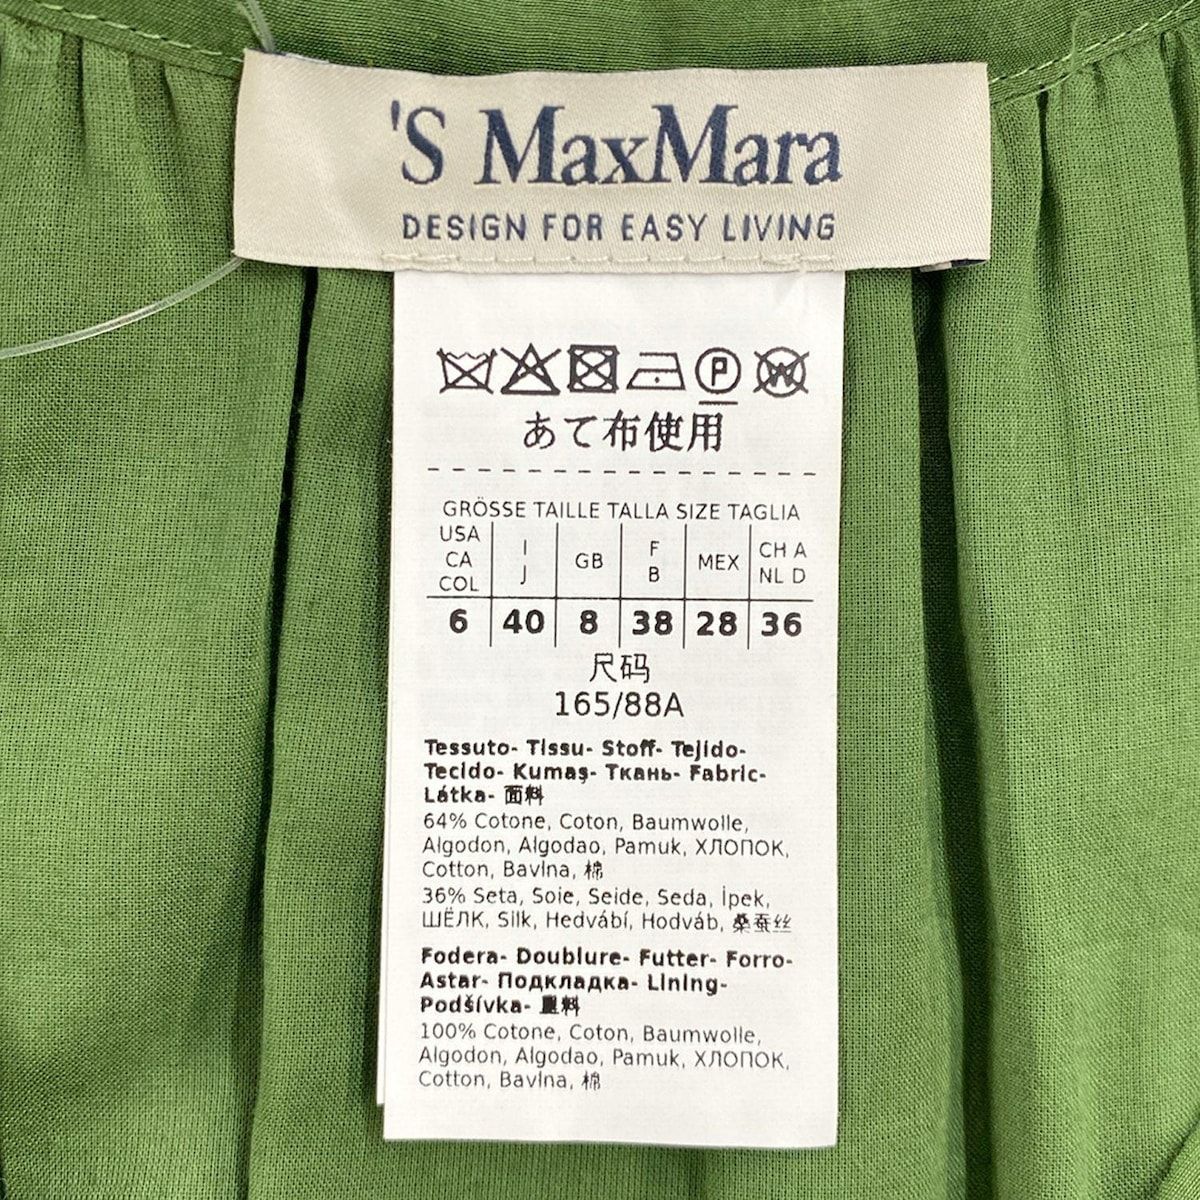 'S MaxMara
DESIGN FOR EASY LIVING
P W
あて布使用
GRÖSSE TAILLE TALLA SIZE TAGLIA
USA CA COL I J GB F B MEX CH A NL D
6 40 8 38 28 36
尺码
165/88A
Tessuto- Tissu- Stoff- Tejido-
Tecido- Kumaş- Ткань- Fabric-
Látka- 面料
64% Cotone, Coton, Baumwolle,
Algodon, Algodao, Pamuk, ХЛОПОК,
Cotton, Bavlna, 棉
36% Seta, Soie, Seide, Seda, İpek,
ШЁЛК, Silk, Hedvábí, Hodváb, 桑蚕丝
Fodera- Doublure- Futter- Forro-
Astar- Подкладка- Lining-
Podšívka- 里料
100% Cotone, Coton, Baumwolle,
Algodon, Algodao, Pamuk, ХЛОПОК,
Cotton, Bavlna, 棉